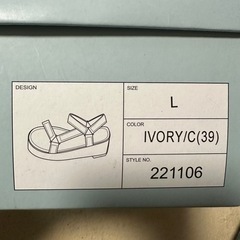 DESIGN
SIZE
L
COLOR
IVORY/C(39)
STYLE NO.
221106